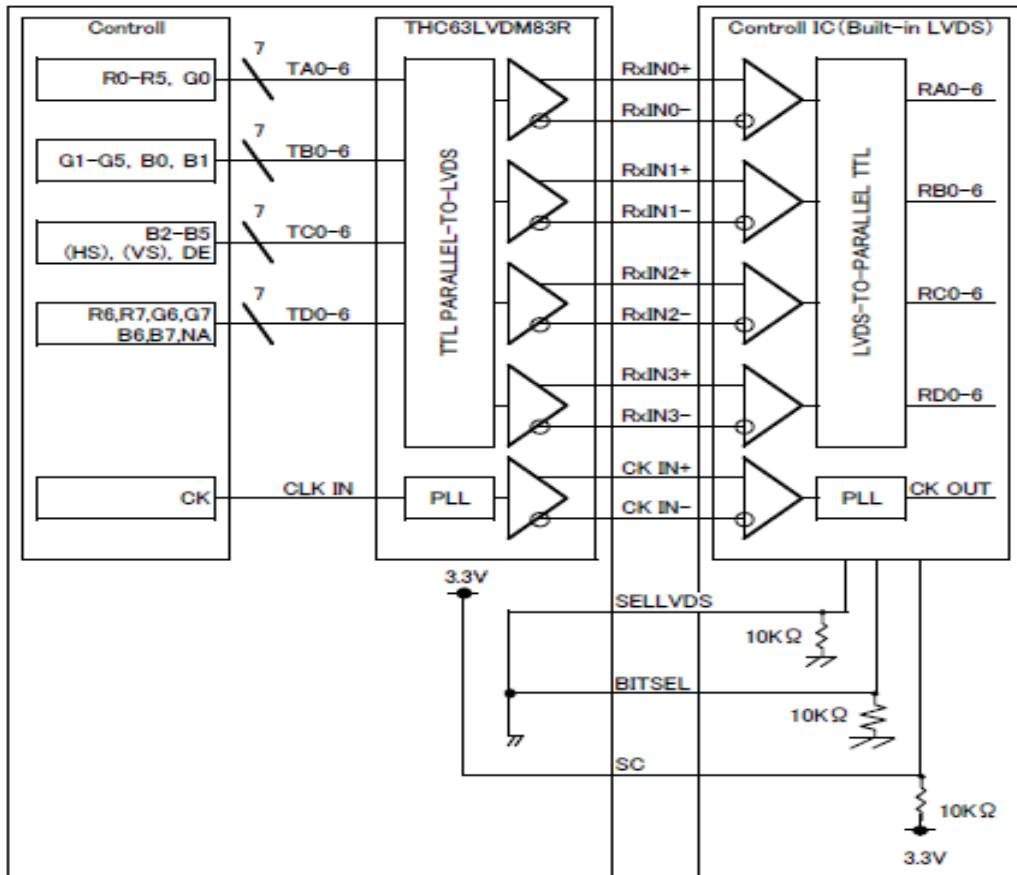 Controll
THC63LVDM83R
Controll IC(Built-in LVDS)
R0-R5, G0
7
TA0-6
RxIN0+
RxIN0-
RA0-6
G1-G5, B0, B1
7
TB0-6
RxIN1+
RxIN1-
RB0-6
B2-B5
(HS), (VS), DE
7
TC0-6
RxIN2+
RxIN2-
RC0-6
R6,R7,G6,G7
B6,B7,NA
7
TD0-6
RxIN3+
RxIN3-
RD0-6
TTL PARALLEL-TO-LVDS
LVDS-TO-PARALLEL TTL
CK
CLK IN
PLL
CK IN+
CK IN-
PLL
CK OUT
3.3V
SELLVDS
10KΩ
BITSEL
10KΩ
SC
10KΩ
3.3V